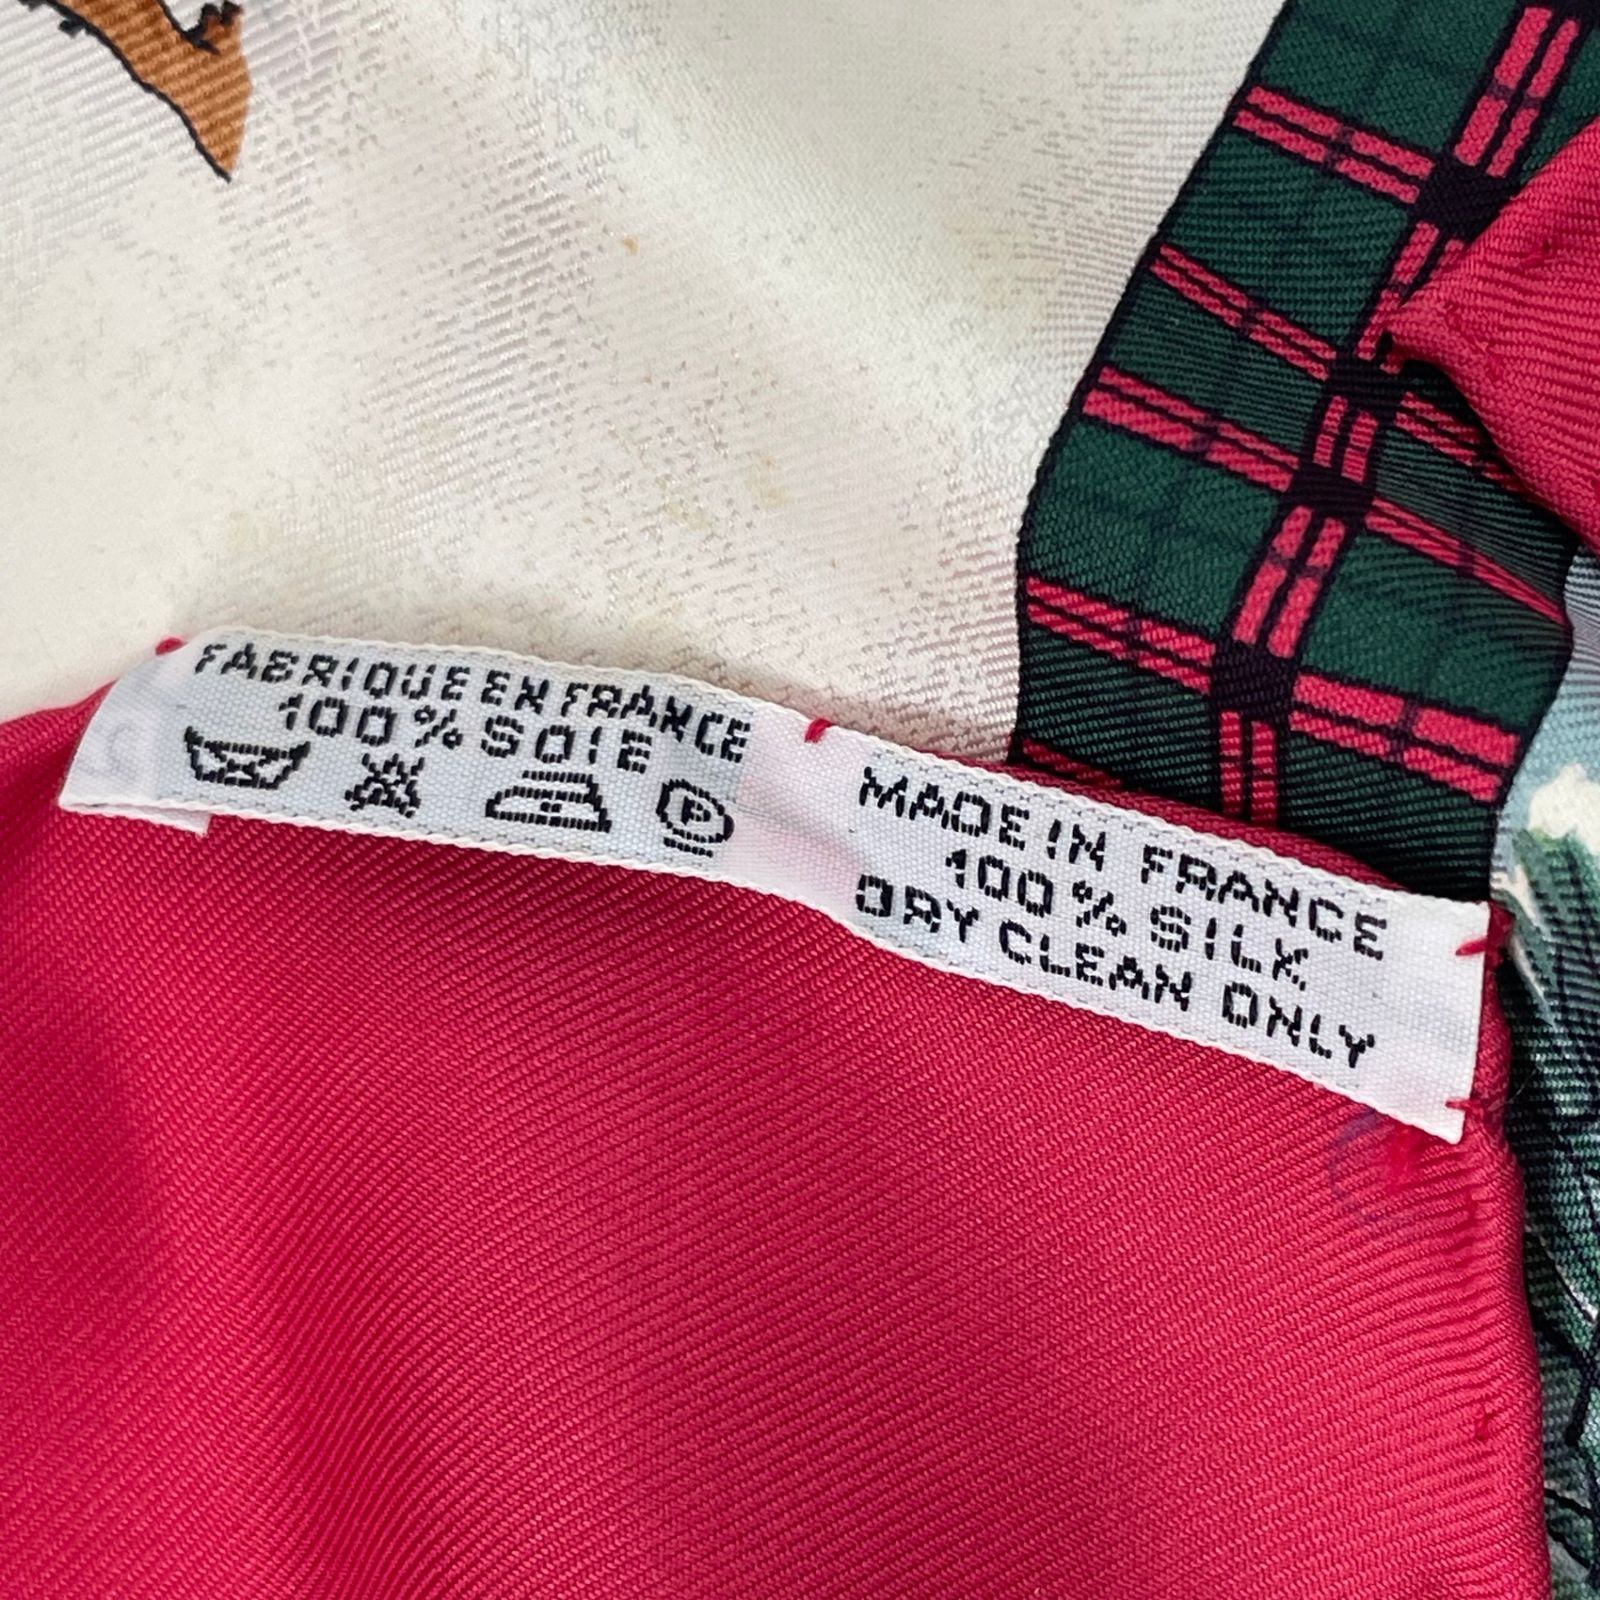 FABRIQUE EN FRANCE
100% SOIE
P
MADE IN FRANCE
100% SILK
DRY CLEAN ONLY